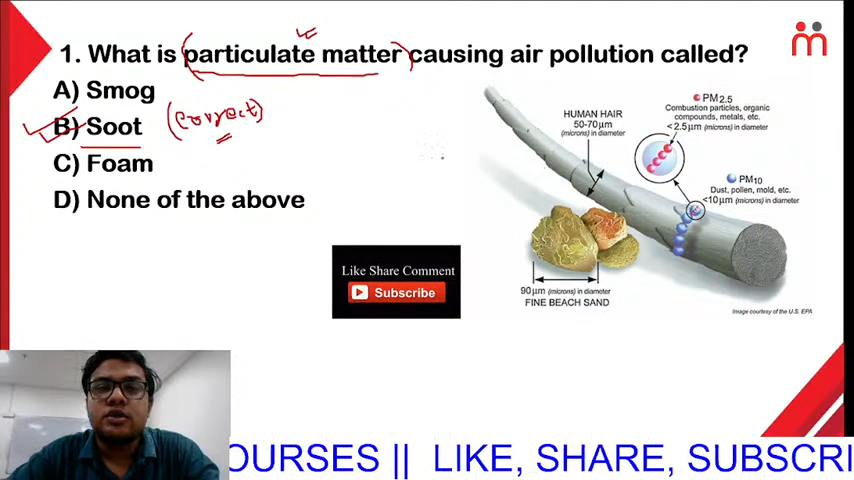 1. What is particulate matter causing air pollution called?
A) Smog
B) Soot
(correct)
C) Foam
D) None of the above
HUMAN HAIR
50-70µm
(microns) in diameter
PM2.5
Combustion particles, organic
compounds, metals, etc.
< 2.5µm (microns) in diameter
PM10
Dust, pollen, mold, etc.
<10µm (microns) in diameter
90µm (microns) in diameter
FINE BEACH SAND
Image courtesy of the U.S. EPA
Like Share Comment
Subscribe
OURSES || LIKE, SHARE, SUBSCRI